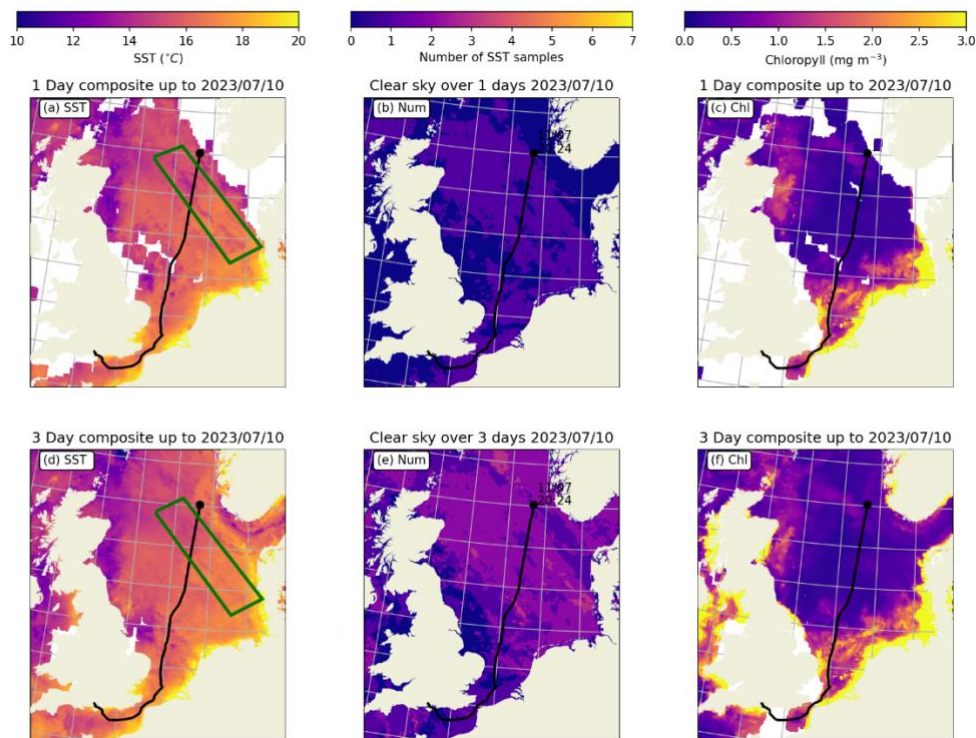 10 12 14 16 18 20
SST (°C)
0 1 2 3 4 5 6 7
Number of SST samples
0.0 0.5 1.0 1.5 2.0 2.5 3.0
Chloropyll (mg m⁻³)
1 Day composite up to 2023/07/10
(a) SST
Clear sky over 1 days 2023/07/10
(b) Num
1 Day composite up to 2023/07/10
(c) Chl
3 Day composite up to 2023/07/10
(d) SST
Clear sky over 3 days 2023/07/10
(e) Num
3 Day composite up to 2023/07/10
(f) Chl